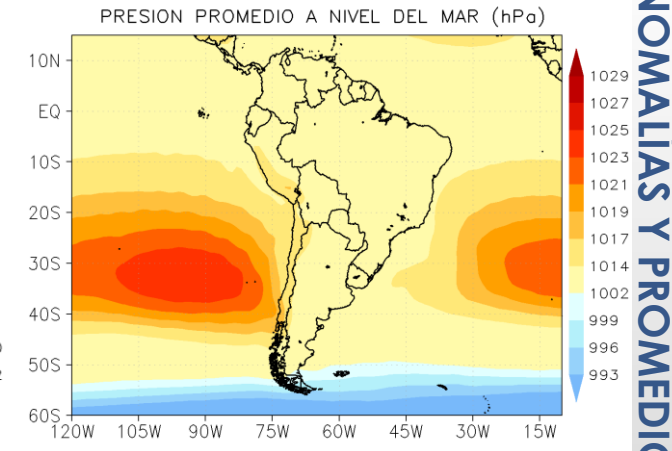 PRESION PROMEDIO A NIVEL DEL MAR (hPa)
10N
EQ
10S
20S
30S
40S
50S
60S
120W 105W 90W 75W 60W 45W 30W 15W
1029
1027
1025
1023
1021
1019
1017
1014
1002
999
996
993
NOMALIAS Y PROMEDIO